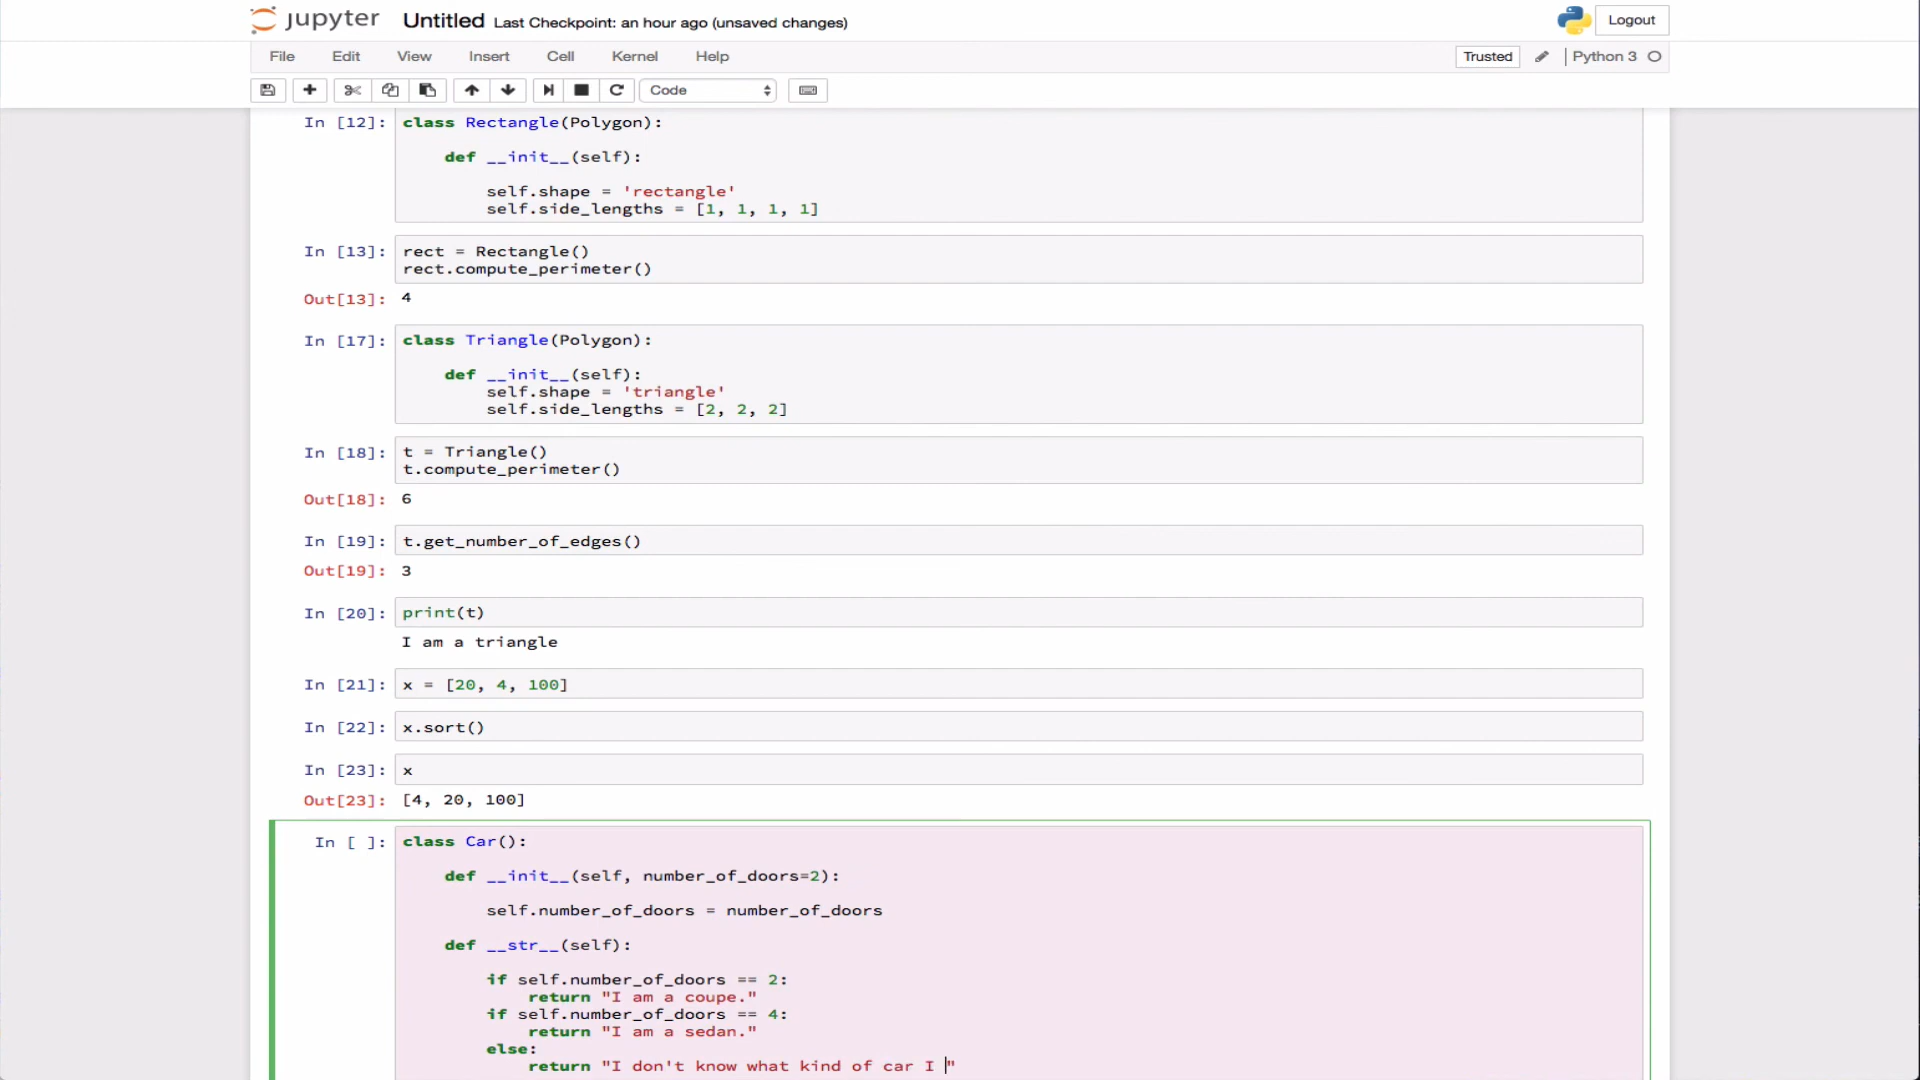 jupyter Untitled Last Checkpoint: an hour ago (unsaved changes) Logout
File Edit View Insert Cell Kernel Help Trusted Python 3
Code
In [12]: class Rectangle(Polygon):
def __init__(self):
self.shape = 'rectangle'
self.side_lengths = [1, 1, 1, 1]
In [13]: rect = Rectangle()
rect.compute_perimeter()
Out[13]: 4
In [17]: class Triangle(Polygon):
def __init__(self):
self.shape = 'triangle'
self.side_lengths = [2, 2, 2]
In [18]: t = Triangle()
t.compute_perimeter()
Out[18]: 6
In [19]: t.get_number_of_edges()
Out[19]: 3
In [20]: print(t)
I am a triangle
In [21]: x = [20, 4, 100]
In [22]: x.sort()
In [23]: x
Out[23]: [4, 20, 100]
In [ ]: class Car():
def __init__(self, number_of_doors=2):
self.number_of_doors = number_of_doors
def __str__(self):
if self.number_of_doors == 2:
return "I am a coupe."
if self.number_of_doors == 4:
return "I am a sedan."
else:
return "I don't know what kind of car I "